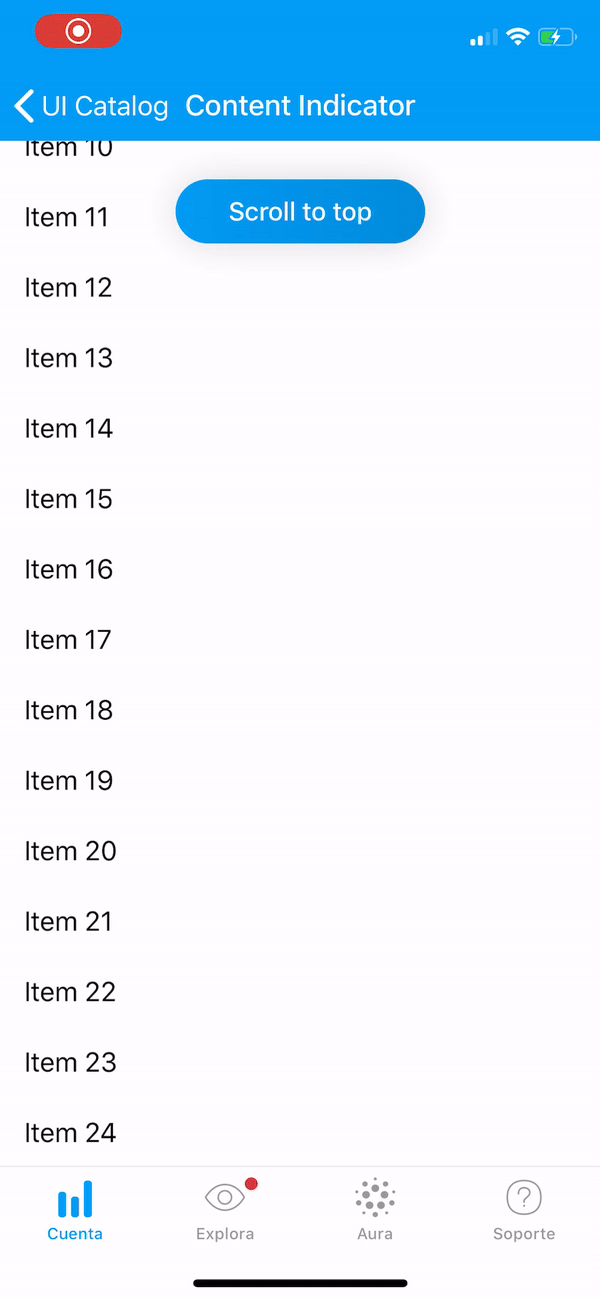 UI Catalog Content Indicator
Item 10
Scroll to top
Item 11
Item 12
Item 13
Item 14
Item 15
Item 16
Item 17
Item 18
Item 19
Item 20
Item 21
Item 22
Item 23
Item 24
Cuenta Explora Aura Soporte